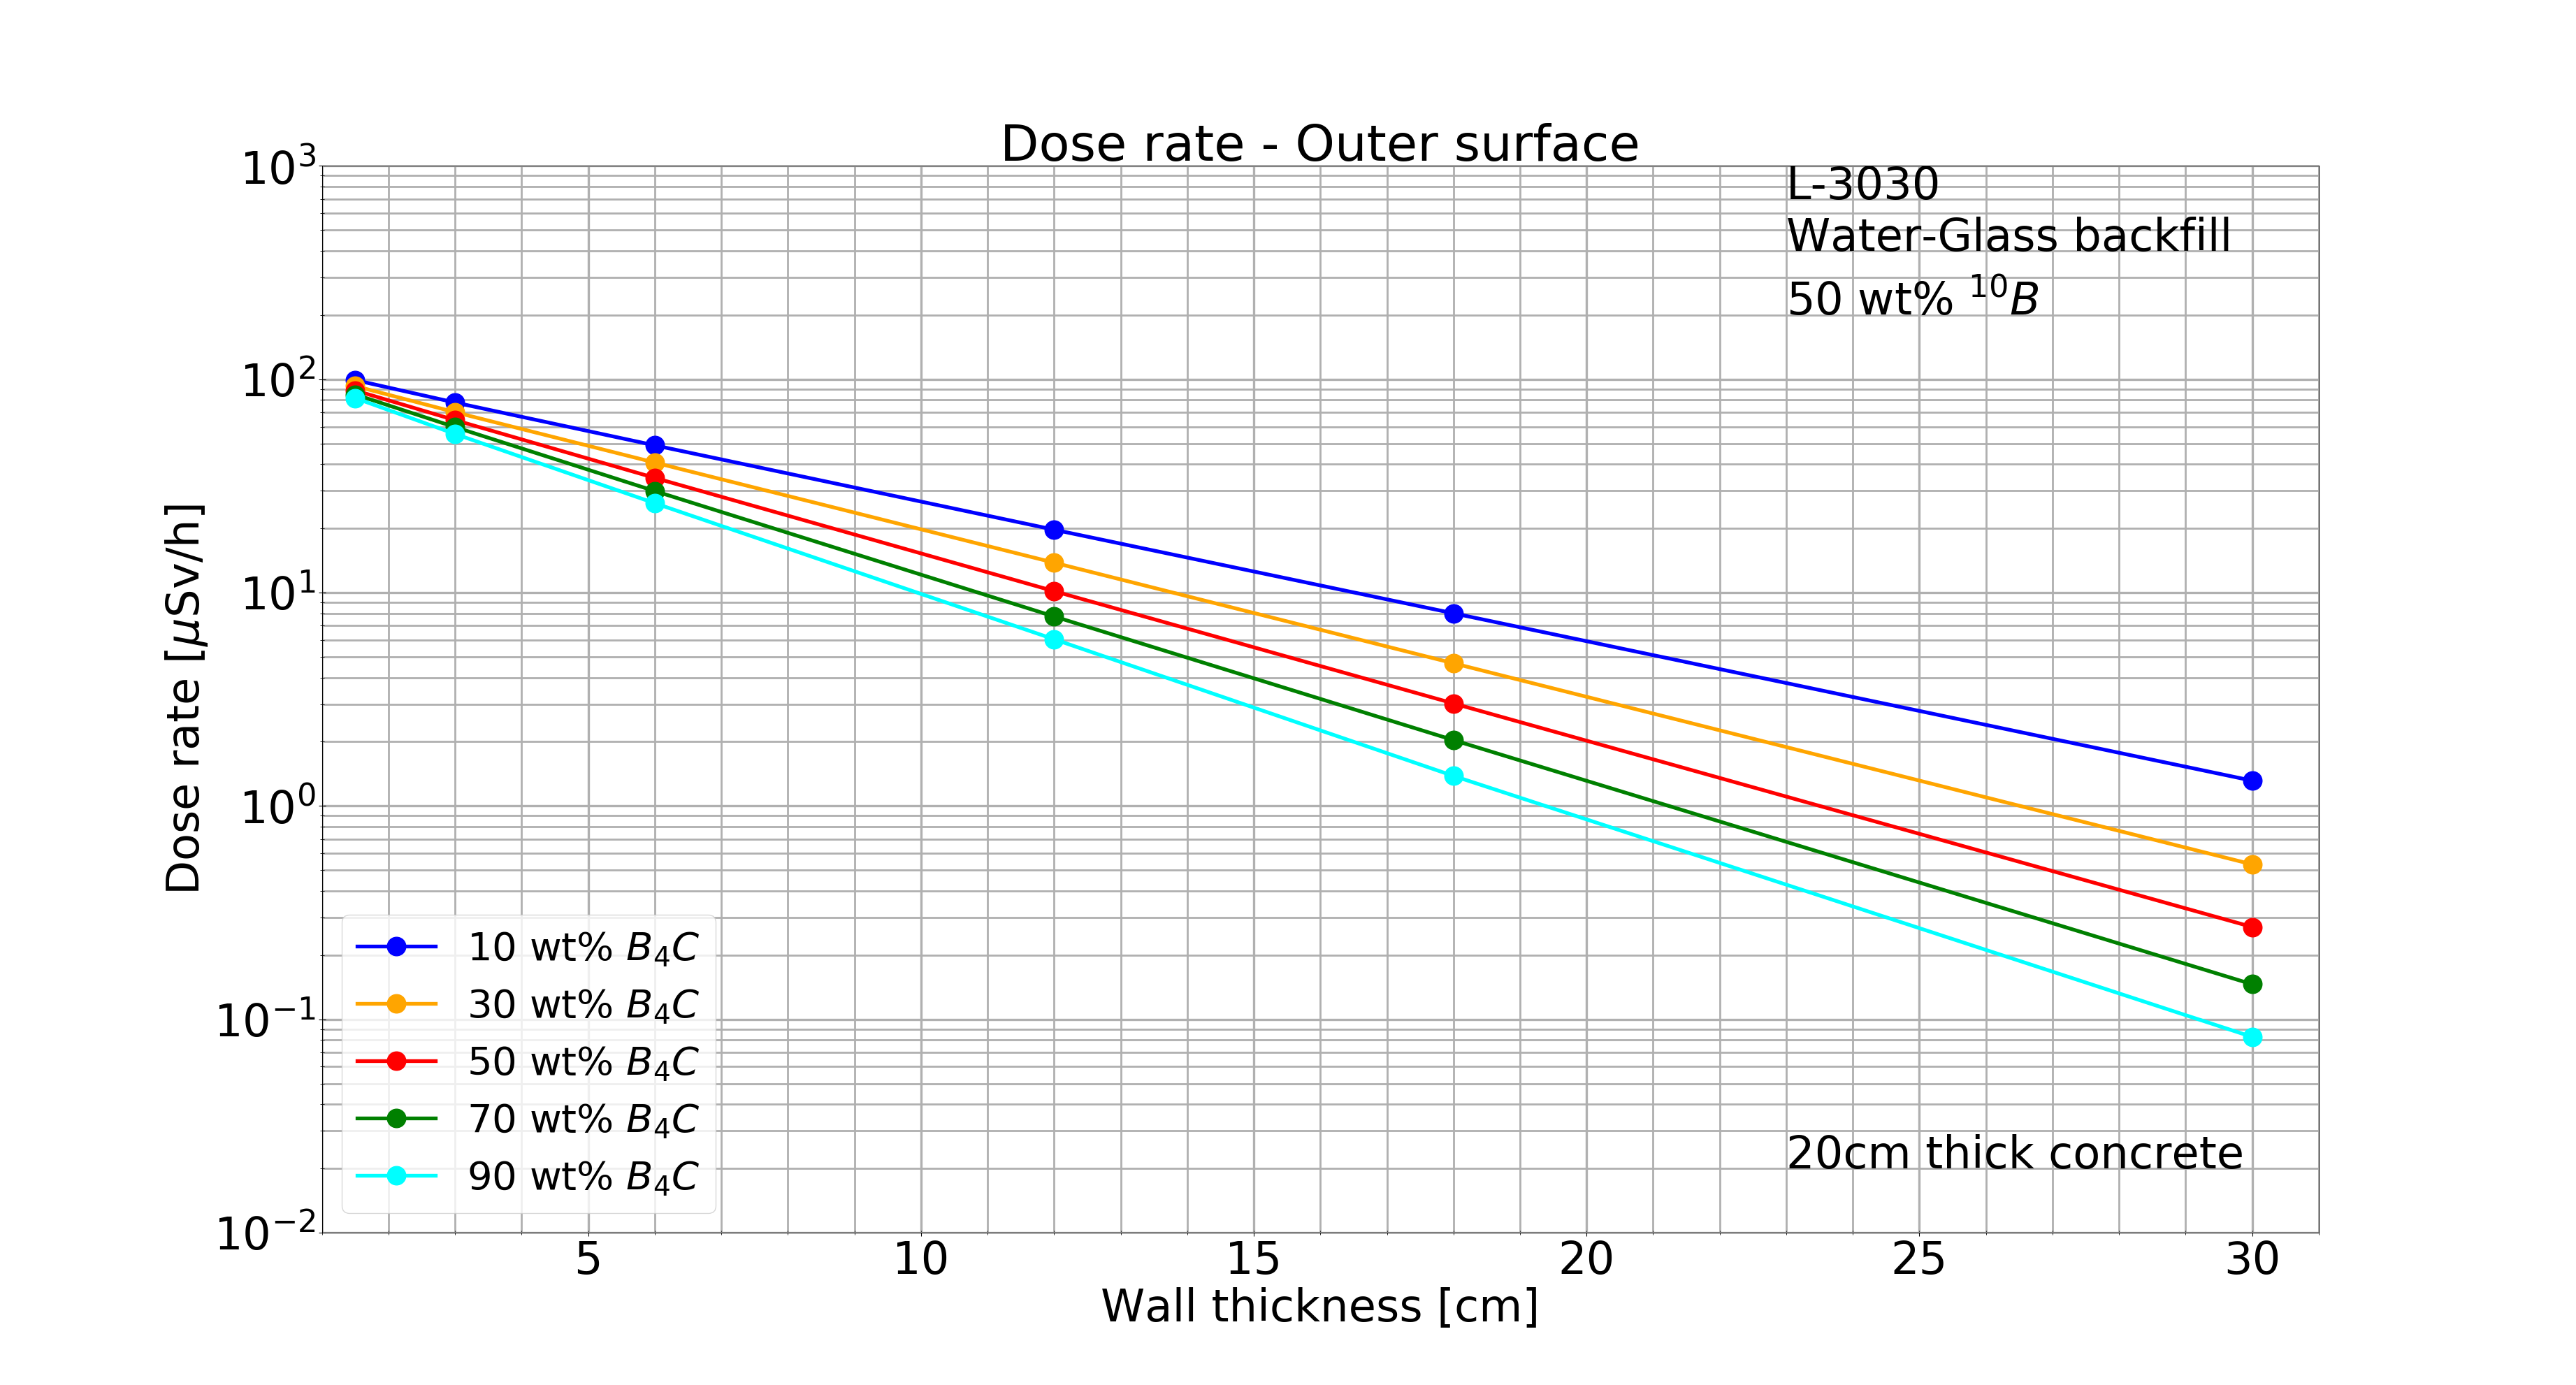 Dose rate - Outer surface
L-3030
Water-Glass backfill
50 wt% ¹⁰B
20cm thick concrete
Dose rate [μSv/h]
10³
10²
10¹
10⁰
10⁻¹
10⁻²
10 wt% B₄C
30 wt% B₄C
50 wt% B₄C
70 wt% B₄C
90 wt% B₄C
5 10 15 20 25 30
Wall thickness [cm]